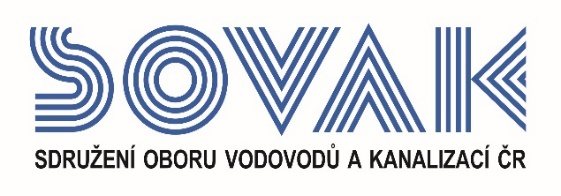 SOVAK
SDRUŽENÍ OBORU VODOVODŮ A KANALIZACÍ ČR